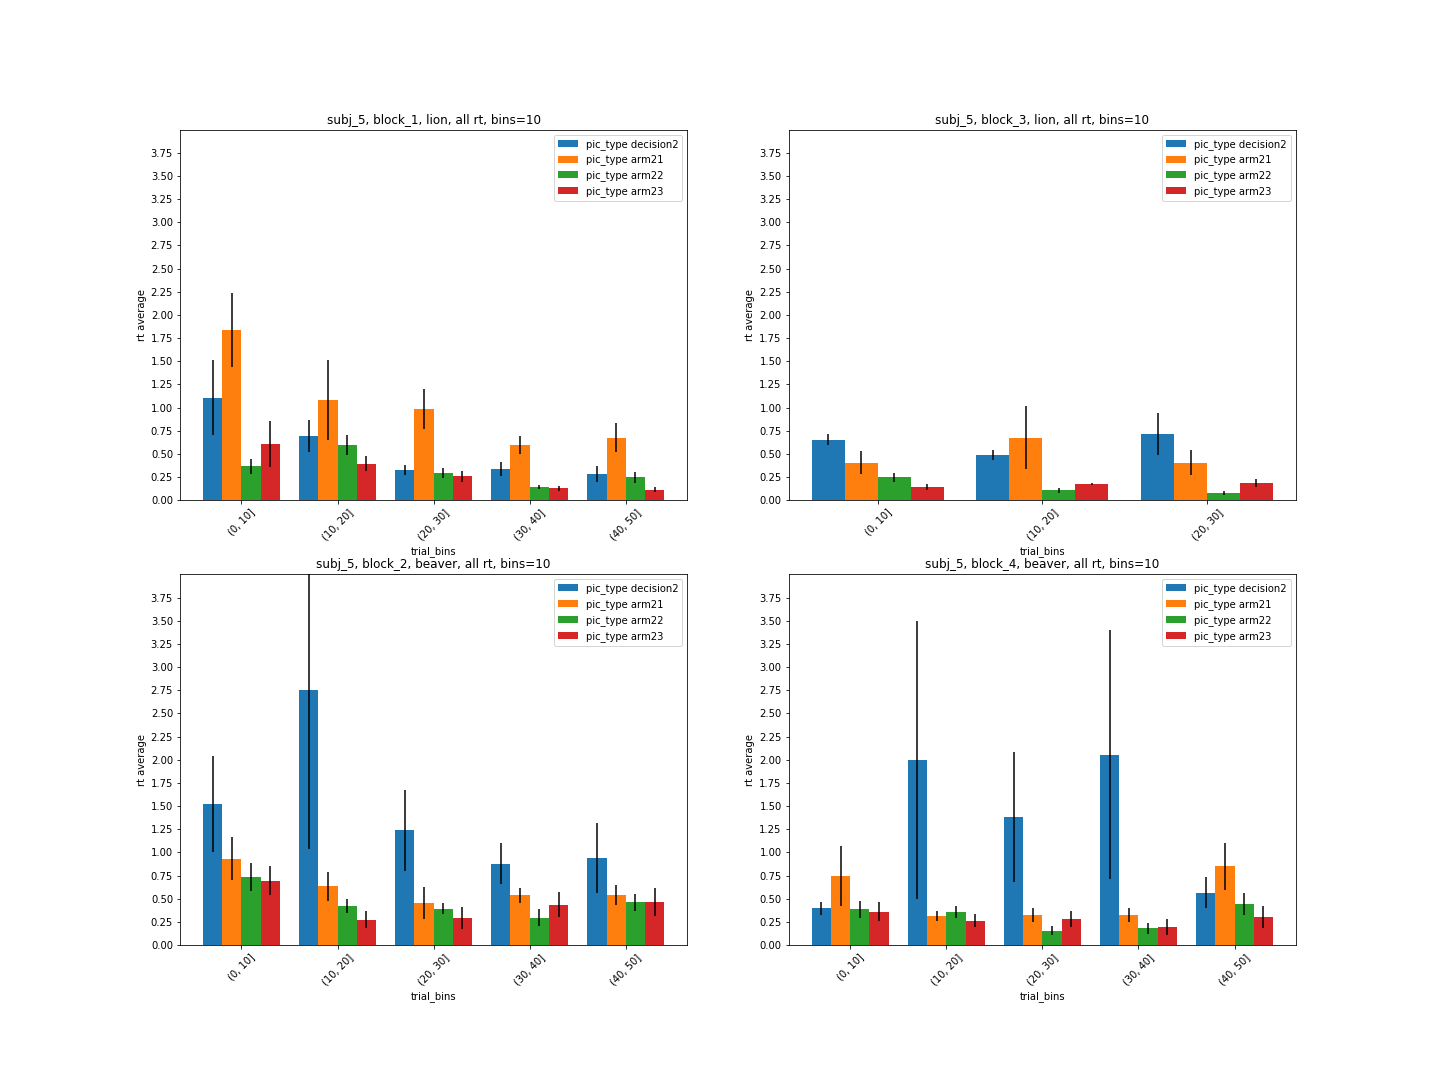 subj_5, block_1, lion, all rt, bins=10
pic_type decision2
pic_type arm21
pic_type arm22
pic_type arm23
3.75
3.50
3.25
3.00
2.75
2.50
2.25
2.00
1.75
1.50
1.25
1.00
0.75
0.50
0.25
0.00
rt average
(0, 10]
(10, 20]
(20, 30]
(30, 40]
(40, 50]
trial_bins
subj_5, block_3, lion, all rt, bins=10
pic_type decision2
pic_type arm21
pic_type arm22
pic_type arm23
3.75
3.50
3.25
3.00
2.75
2.50
2.25
2.00
1.75
1.50
1.25
1.00
0.75
0.50
0.25
0.00
rt average
(0, 10]
(10, 20]
(20, 30]
trial_bins
subj_5, block_2, beaver, all rt, bins=10
pic_type decision2
pic_type arm21
pic_type arm22
pic_type arm23
3.75
3.50
3.25
3.00
2.75
2.50
2.25
2.00
1.75
1.50
1.25
1.00
0.75
0.50
0.25
0.00
rt average
(0, 10]
(10, 20]
(20, 30]
(30, 40]
(40, 50]
trial_bins
subj_5, block_4, beaver, all rt, bins=10
pic_type decision2
pic_type arm21
pic_type arm22
pic_type arm23
3.75
3.50
3.25
3.00
2.75
2.50
2.25
2.00
1.75
1.50
1.25
1.00
0.75
0.50
0.25
0.00
rt average
(0, 10]
(10, 20]
(20, 30]
(30, 40]
(40, 50]
trial_bins